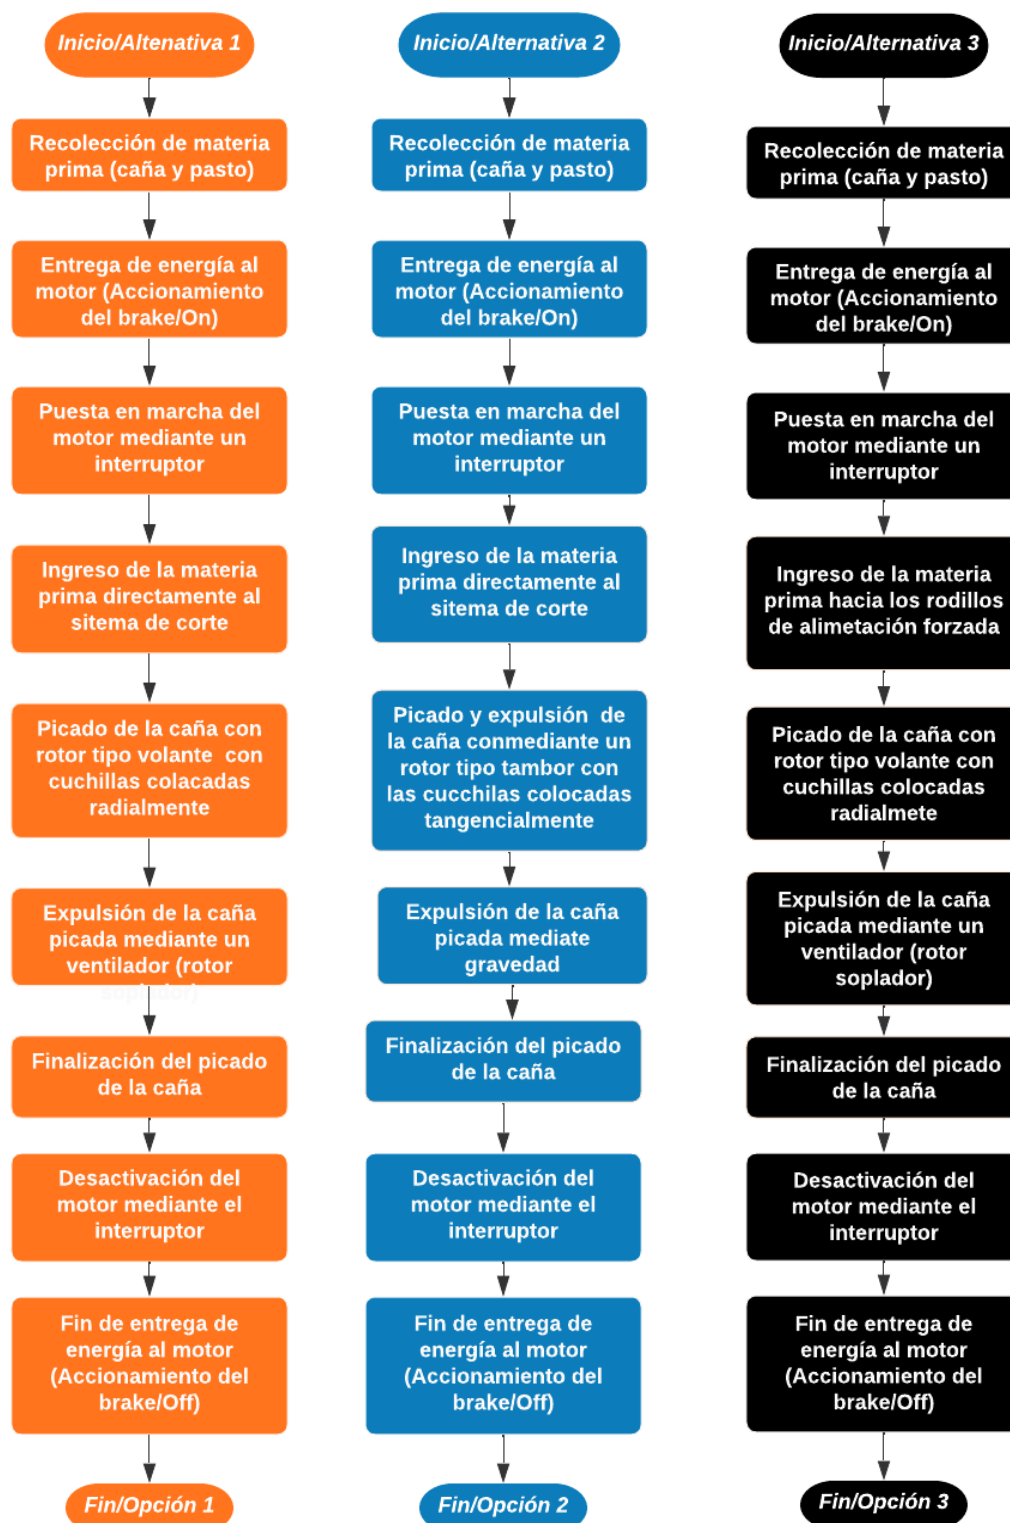 Inicio/Altenativa 1
Recolección de materia
prima (caña y pasto)
Entrega de energía al
motor (Accionamiento
del brake/On)
Puesta en marcha del
motor mediante un
interruptor
Ingreso de la materia
prima directamente al
sitema de corte
Picado de la caña con
rotor tipo volante con
cuchillas colacadas
radialmente
Expulsión de la caña
picada mediante un
ventilador (rotor
soplador)
Finalización del picado
de la caña
Desactivación del
motor mediante el
interruptor
Fin de entrega de
energía al motor
(Accionamiento del
brake/Off)
Fin/Opción 1
Inicio/Alternativa 2
Recolección de materia
prima (caña y pasto)
Entrega de energía al
motor (Accionamiento
del brake/On)
Puesta en marcha del
motor mediante un
interruptor
Ingreso de la materia
prima directamente al
sitema de corte
Picado y expulsión de
la caña conmediante un
rotor tipo tambor con
las cucchilas colocadas
tangencialmente
Expulsión de la caña
picada mediate
gravedad
Finalización del picado
de la caña
Desactivación del
motor mediante el
interruptor
Fin de entrega de
energía al motor
(Accionamiento del
brake/Off)
Fin/Opción 2
Inicio/Alternativa 3
Recolección de materia
prima (caña y pasto)
Entrega de energía al
motor (Accionamiento
del brake/On)
Puesta en marcha del
motor mediante un
interruptor
Ingreso de la materia
prima hacia los rodillos
de alimetación forzada
Picado de la caña con
rotor tipo volante con
cuchillas colocadas
radialmete
Expulsión de la caña
picada mediante un
ventilador (rotor
soplador)
Finalización del picado
de la caña
Desactivación del
motor mediante el
interruptor
Fin de entrega de
energía al motor
(Accionamiento del
brake/Off)
Fin/Opción 3